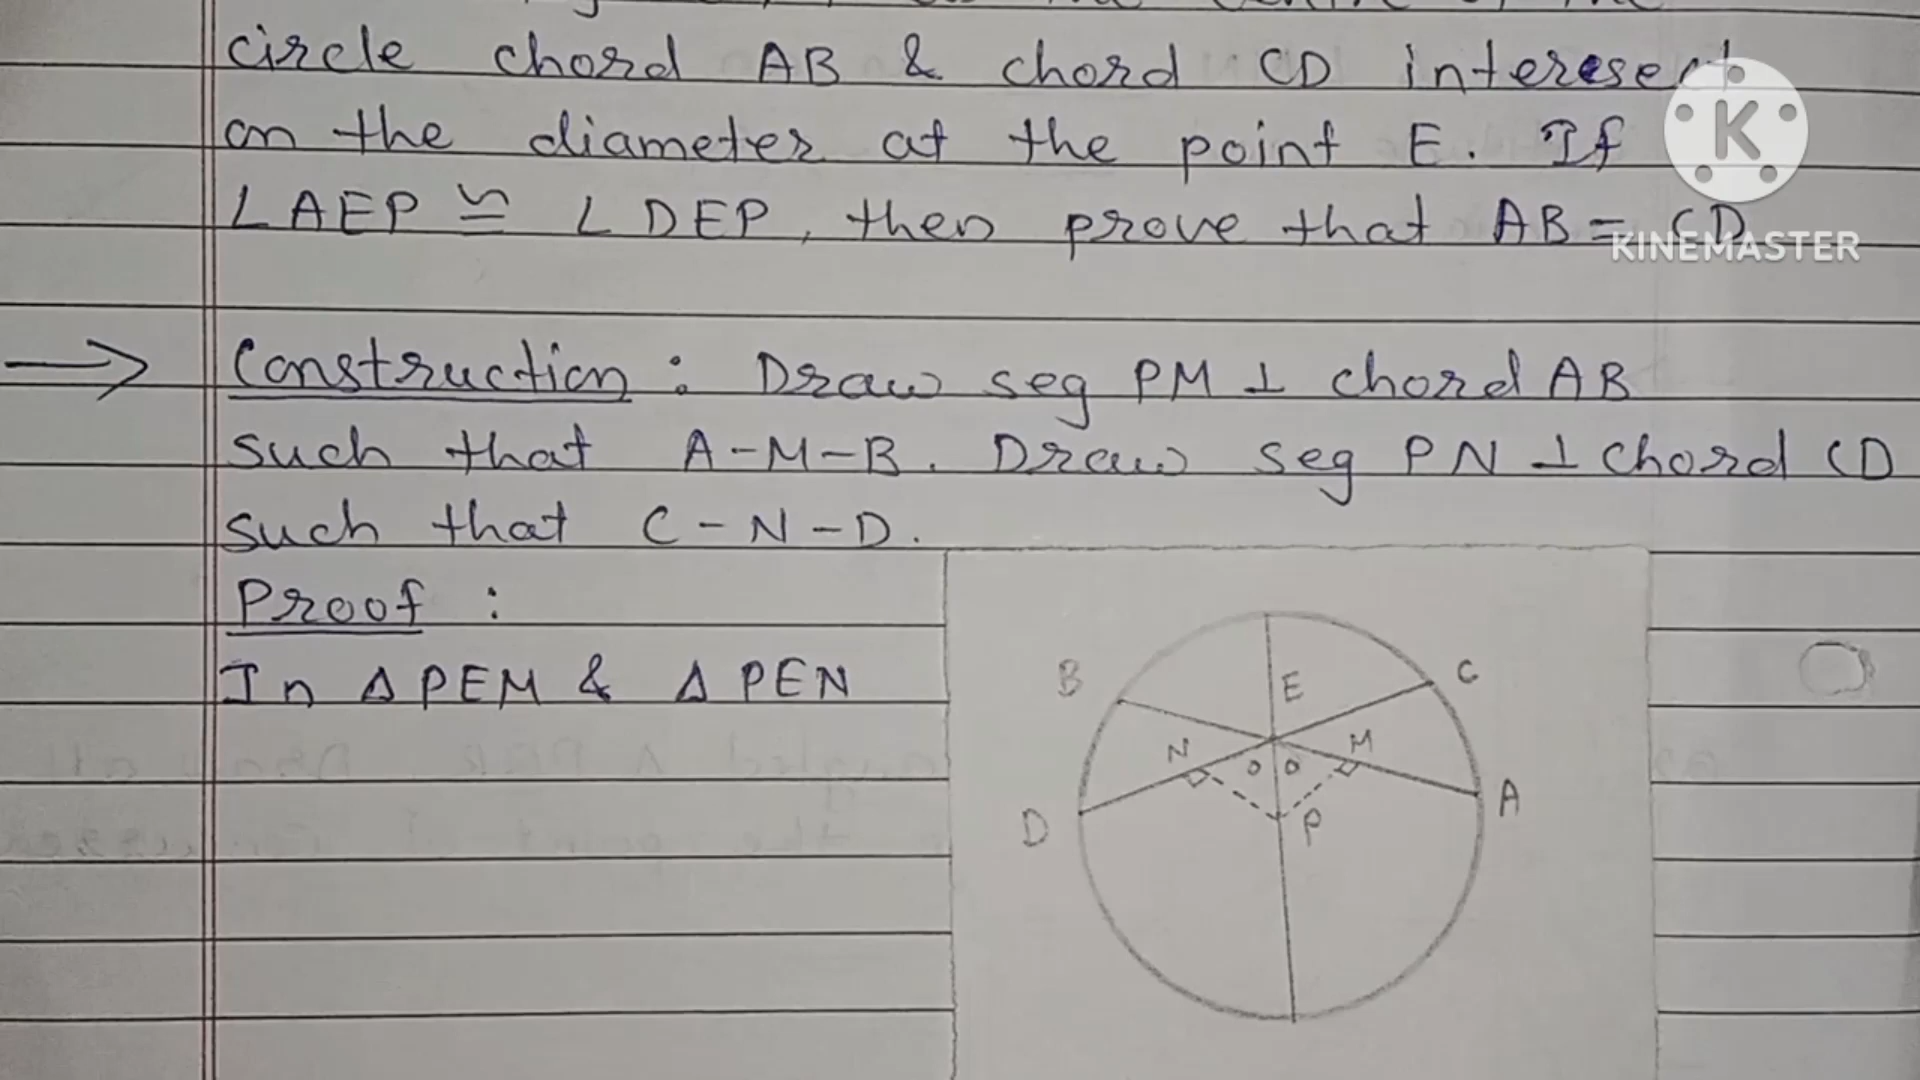 circle chord AB & chord CD interesect
on the diameter at the point E. If
∠AEP ≅ ∠DEP, then prove that AB = CD
K
KINEMASTER
Construction : Draw seg PM ⊥ chord AB
such that A-M-B. Draw seg PN ⊥ chord CD
such that C-N-D.
Proof :
In Δ PEM & Δ PEN
B
E
C
N
M
D
P
A